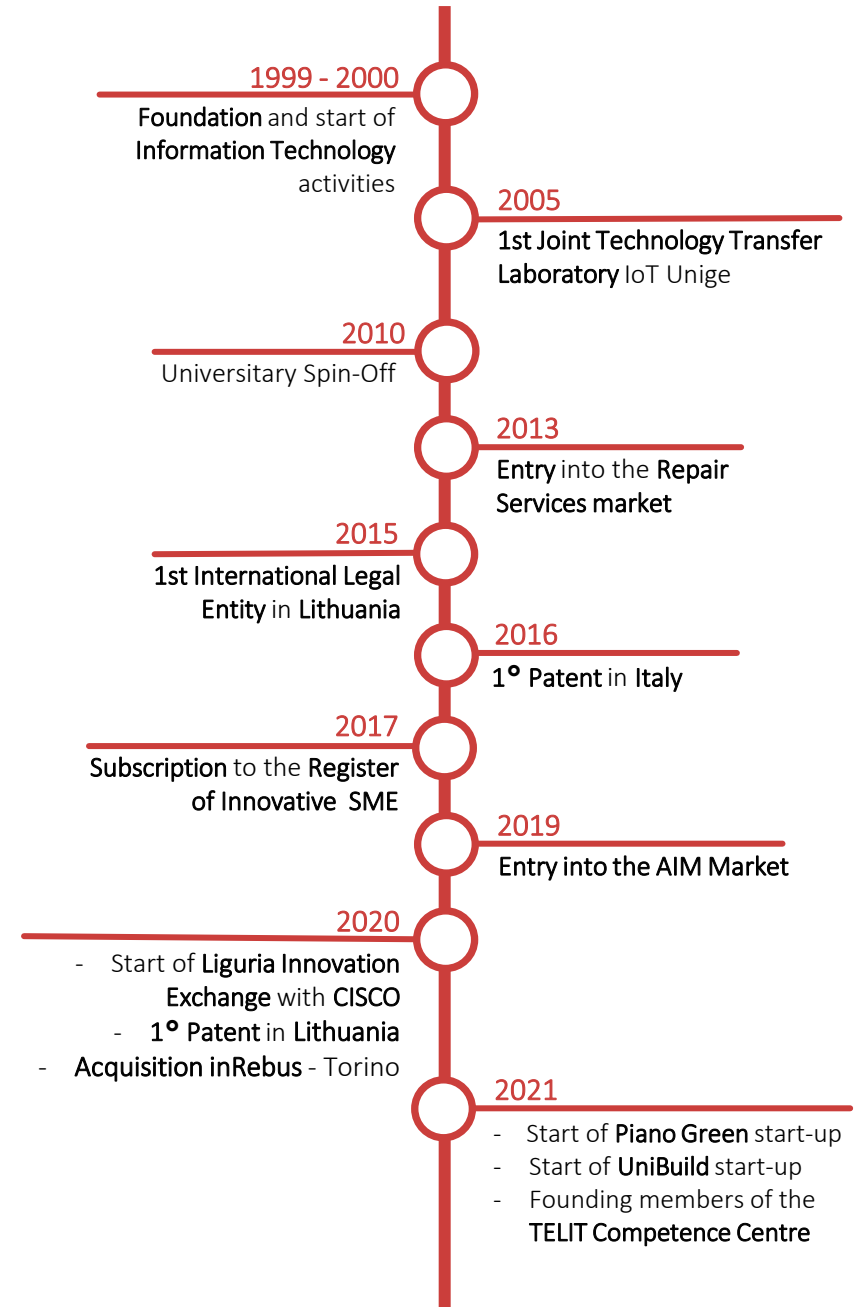 1999 - 2000
Foundation and start of
Information Technology
activities
2005
1st Joint Technology Transfer
Laboratory IoT Unige
2010
Universitary Spin-Off
2013
Entry into the Repair
Services market
2015
1st International Legal
Entity in Lithuania
2016
1° Patent in Italy
2017
Subscription to the Register
of Innovative SME
2019
Entry into the AIM Market
2020
- Start of Liguria Innovation
Exchange with CISCO
- 1° Patent in Lithuania
- Acquisition inRebus - Torino
2021
- Start of Piano Green start-up
- Start of UniBuild start-up
- Founding members of the
TELIT Competence Centre